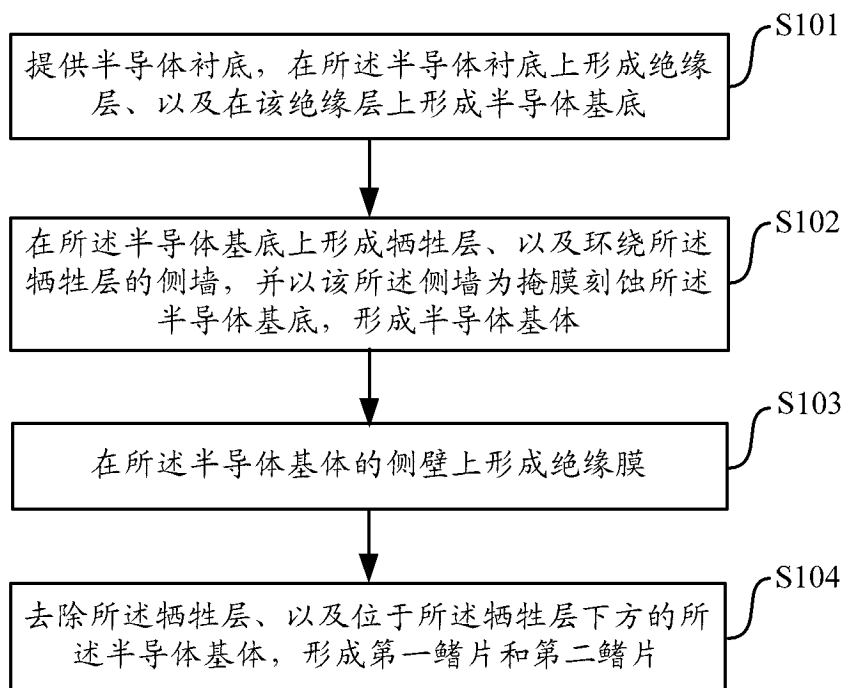 S101
提供半导体衬底，在所述半导体衬底上形成绝缘
层、以及在该绝缘层上形成半导体基底
S102
在所述半导体基底上形成牺牲层、以及环绕所述
牺牲层的侧墙，并以该所述侧墙为掩膜刻蚀所述
半导体基底，形成半导体基体
S103
在所述半导体基体的侧壁上形成绝缘膜
S104
去除所述牺牲层、以及位于所述牺牲层下方的所
述半导体基体，形成第一鳍片和第二鳍片